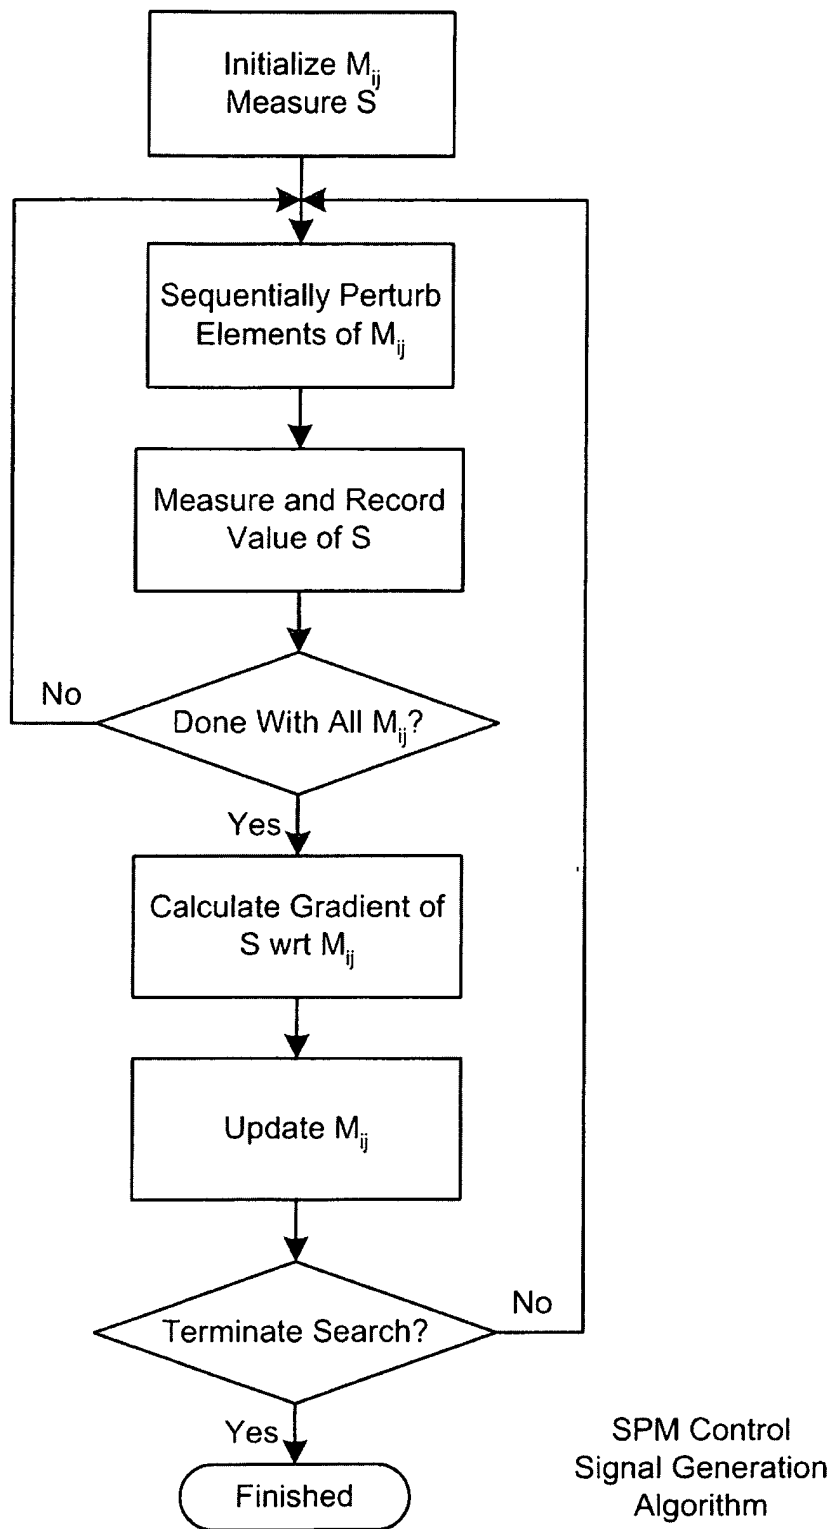 Initialize M_ij
Measure S
Sequentially Perturb
Elements of M_ij
Measure and Record
Value of S
No
Done With All M_ij?
Yes
Calculate Gradient of
S wrt M_ij
Update M_ij
No
Terminate Search?
Yes
Finished
SPM Control
Signal Generation
Algorithm